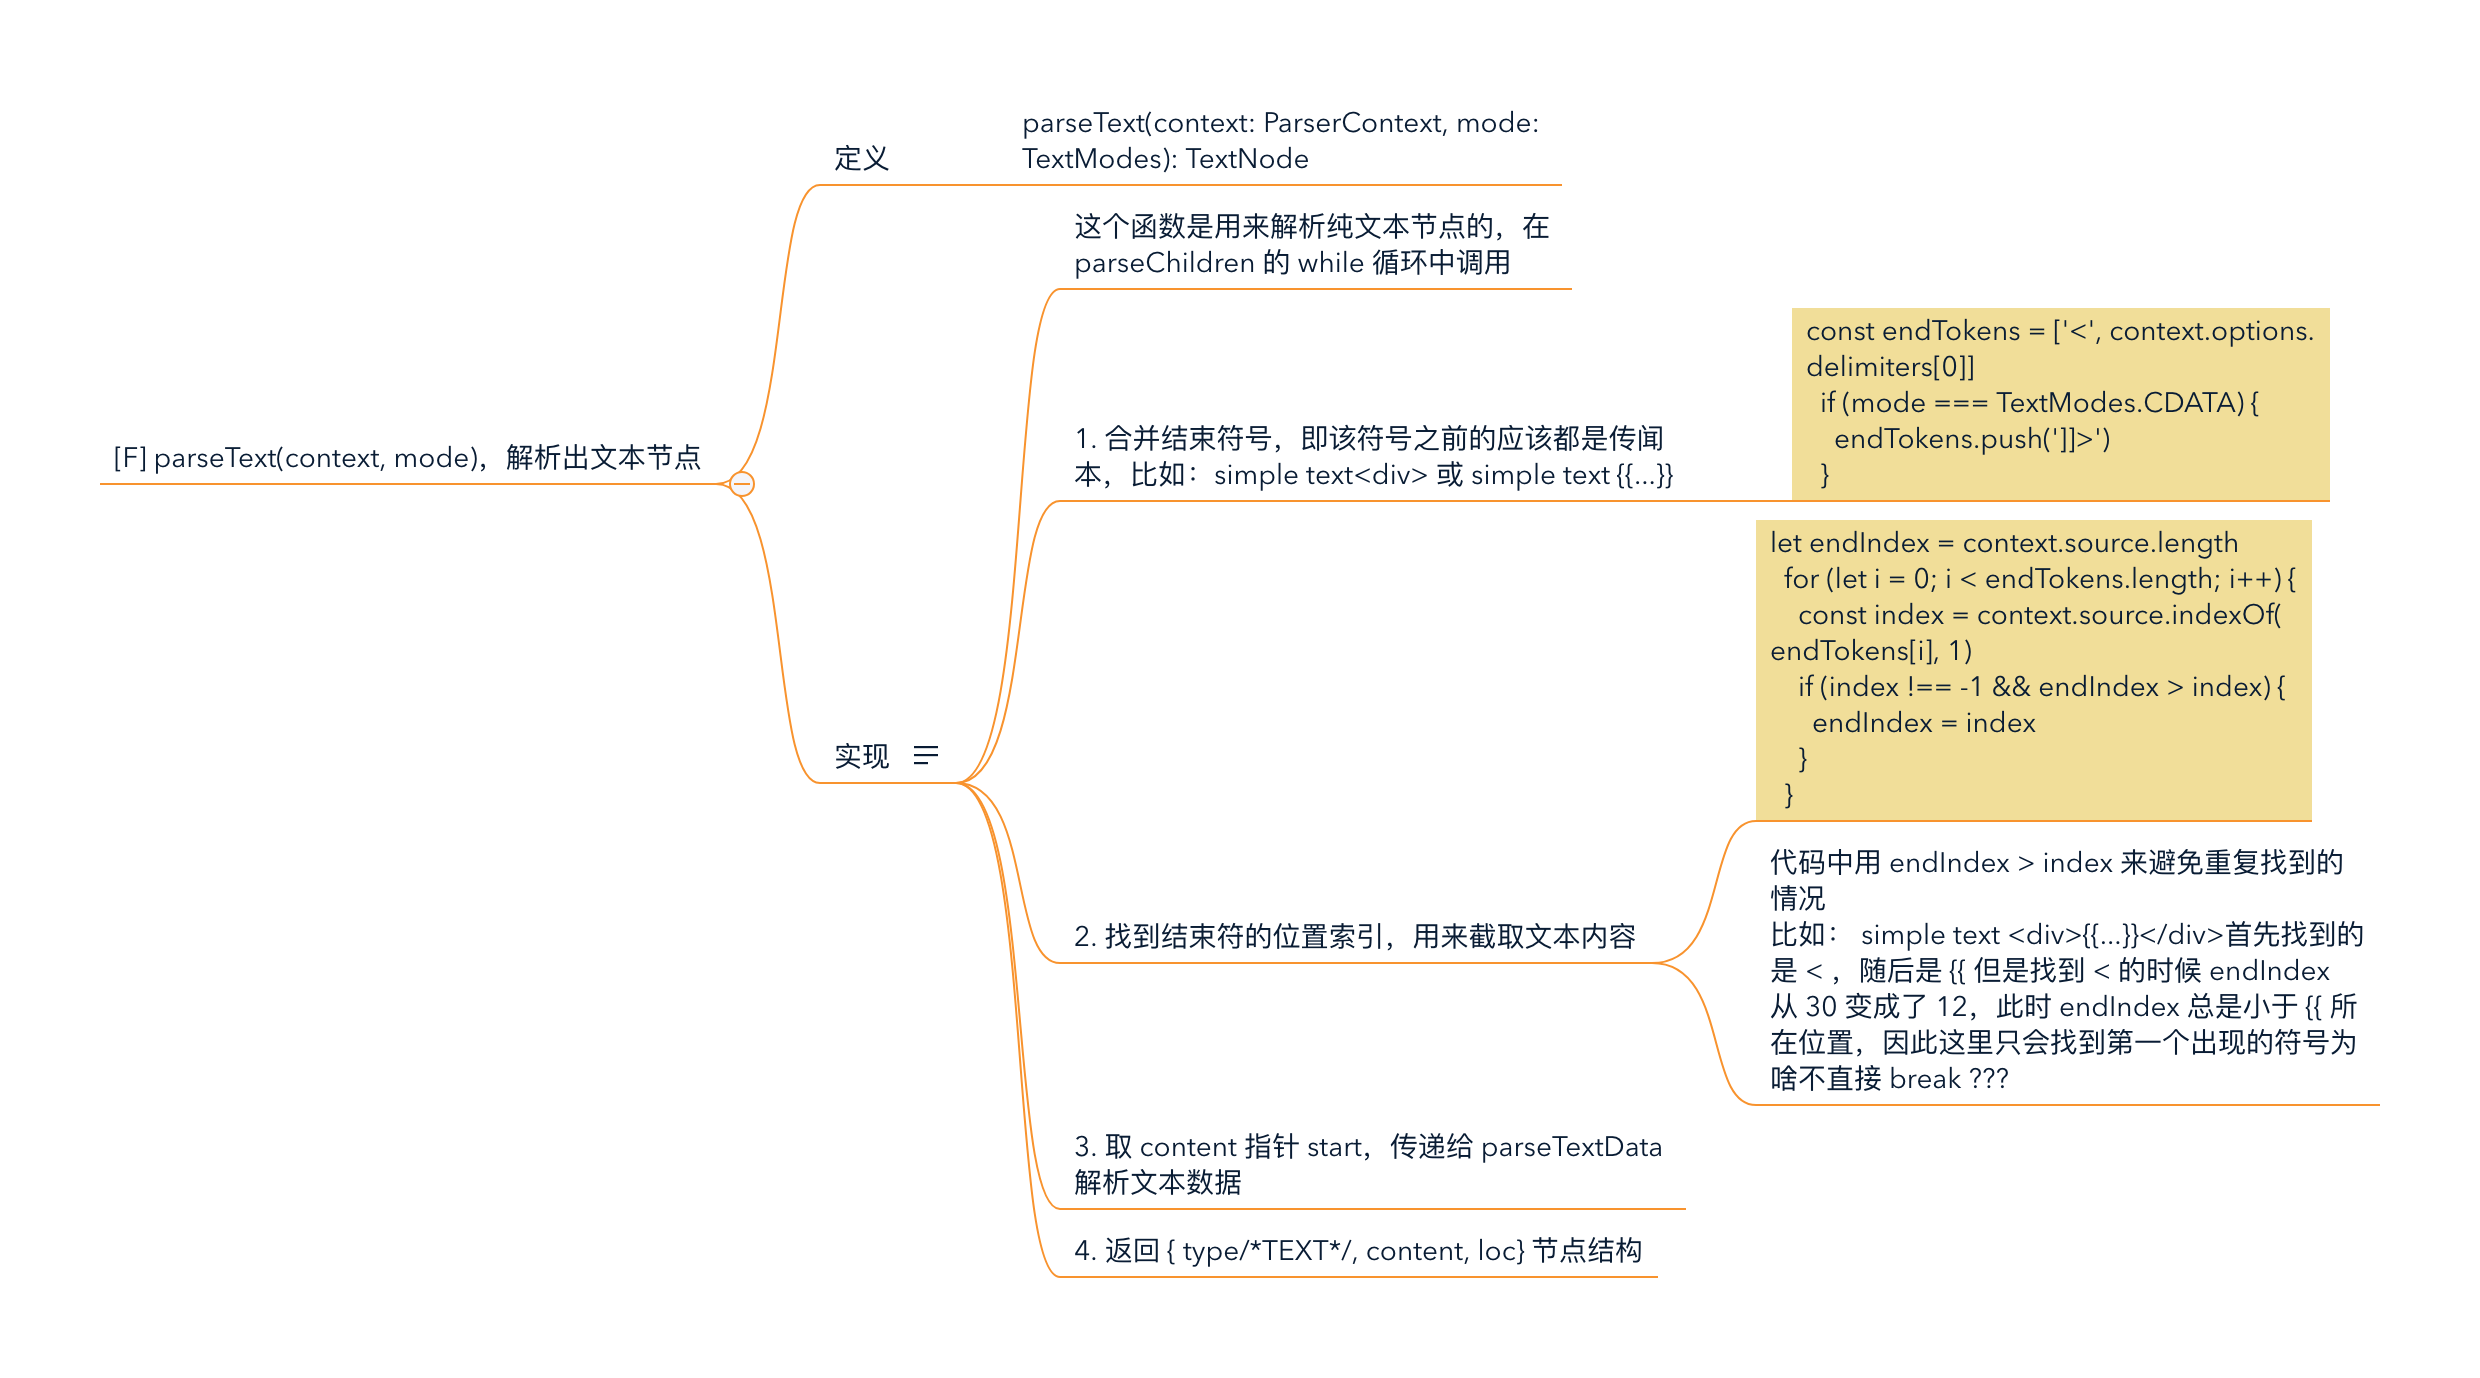 [F] parseText(context, mode)，解析出文本节点
定义
parseText(context: ParserContext, mode:
TextModes): TextNode
实现
这个函数是用来解析纯文本节点的，在
parseChildren 的 while 循环中调用
1. 合并结束符号，即该符号之前的应该都是传闻
本，比如：simple text<div> 或 simple text {{...}}
const endTokens = ['<', context.options.
delimiters[0]]
  if (mode === TextModes.CDATA) {
    endTokens.push(']]>')
  }
2. 找到结束符的位置索引，用来截取文本内容
let endIndex = context.source.length
  for (let i = 0; i < endTokens.length; i++) {
    const index = context.source.indexOf(
endTokens[i], 1)
    if (index !== -1 && endIndex > index) {
      endIndex = index
    }
  }
代码中用 endIndex > index 来避免重复找到的
情况
比如： simple text <div>{{...}}</div>首先找到的
是 < ，随后是 {{ 但是找到 < 的时候 endIndex
从 30 变成了 12，此时 endIndex 总是小于 {{ 所
在位置，因此这里只会找到第一个出现的符号为
啥不直接 break ???
3. 取 content 指针 start，传递给 parseTextData
解析文本数据
4. 返回 { type/*TEXT*/, content, loc} 节点结构